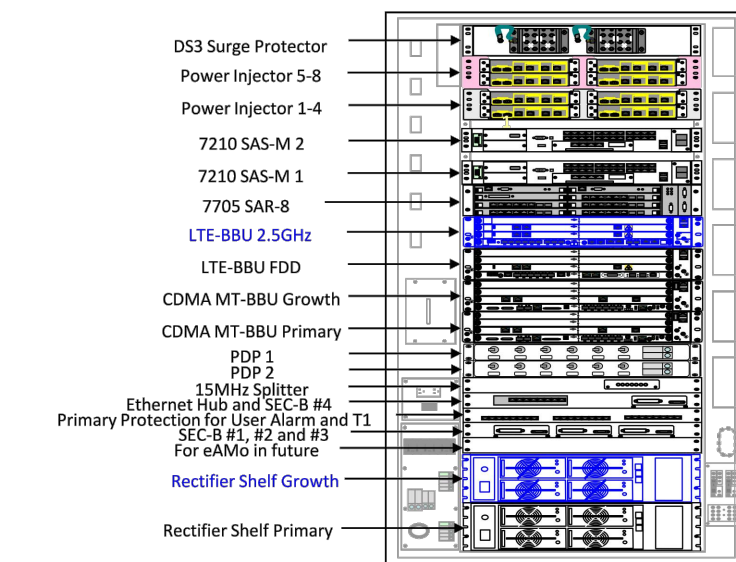 DS3 Surge Protector
Power Injector 5-8
Power Injector 1-4
7210 SAS-M 2
7210 SAS-M 1
7705 SAR-8
LTE-BBU 2.5GHz
LTE-BBU FDD
CDMA MT-BBU Growth
CDMA MT-BBU Primary
PDP 1
PDP 2
15MHz Splitter
Ethernet Hub and SEC-B #4
Primary Protection for User Alarm and T1
SEC-B #1, #2 and #3
For eAMo in future
Rectifier Shelf Growth
Rectifier Shelf Primary